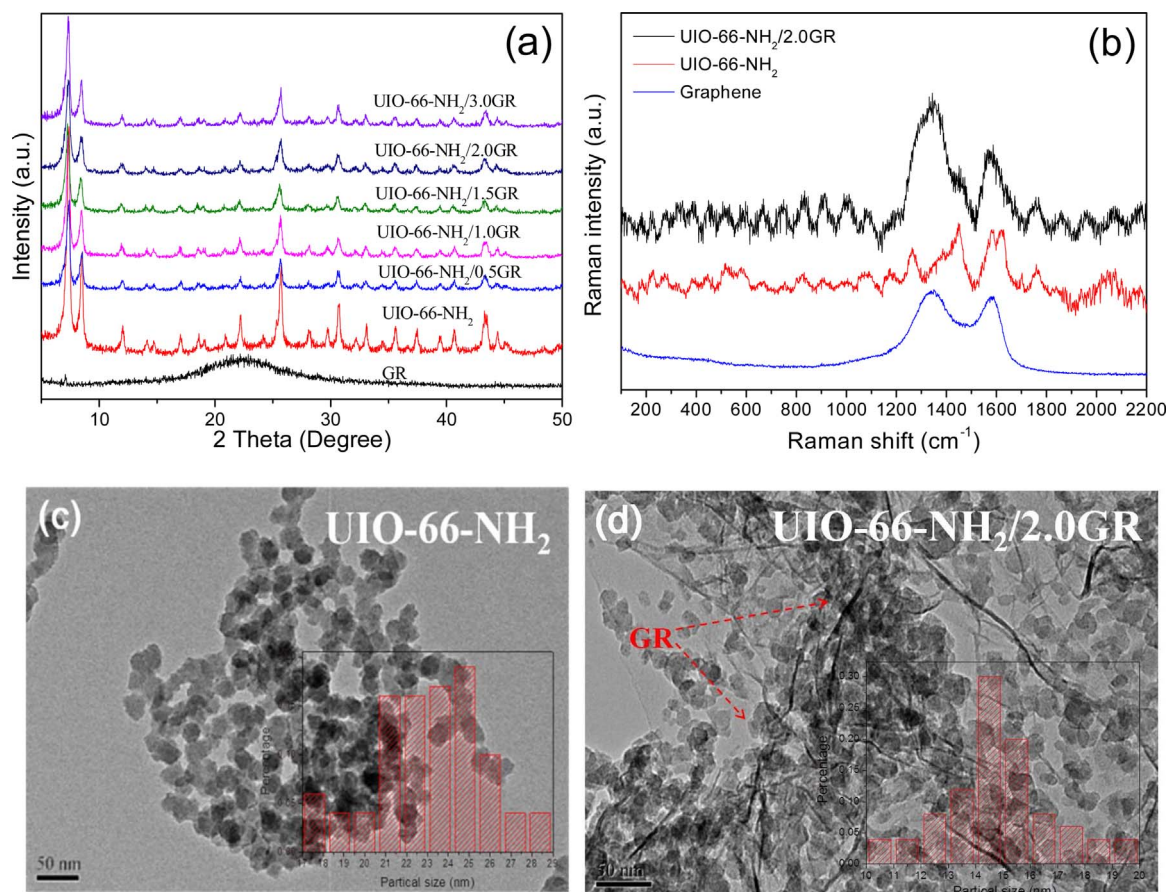 (a)
UIO-66-NH2/3.0GR
UIO-66-NH2/2.0GR
UIO-66-NH2/1.5GR
UIO-66-NH2/1.0GR
UIO-66-NH2/0.5GR
UIO-66-NH2
GR
Intensity (a.u.)
10 20 30 40 50
2 Theta (Degree)
(b)
UIO-66-NH2/2.0GR
UIO-66-NH2
Graphene
Raman intensity (a.u.)
200 400 600 800 1000 1200 1400 1600 1800 2000 2200
Raman shift (cm-1)
(c)
UIO-66-NH2
Percentage
18 19 20 21 22 23 24 25 26 27 28 29
Partical size (nm)
50 nm
(d)
UIO-66-NH2/2.0GR
GR
Percentage
0.30
0.25
0.20
0.15
0.10
0.05
0.00
10 11 12 13 14 15 16 17 18 19 20
Partical size (nm)
50 nm